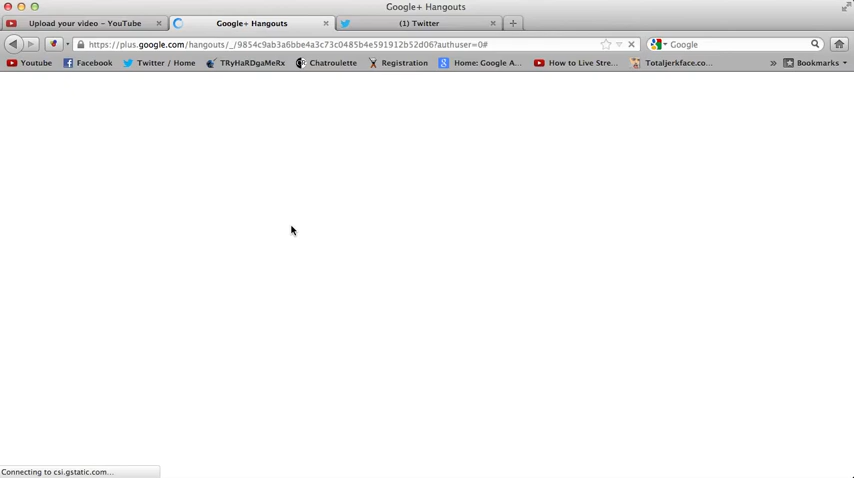 Google+ Hangouts
Upload your video – YouTube
Google+ Hangouts
(1) Twitter
https://plus.google.com/hangouts/_/9854c9ab3a6bbe4a3c73c0485b4e591912b52d06?authuser=0#
Google
Youtube
Facebook
Twitter / Home
TRyHaRDgaMeRx
Chatroulette
Registration
Home: Google A...
How to Live Stre...
Totaljerkface.co...
» Bookmarks
Connecting to csi.gstatic.com...